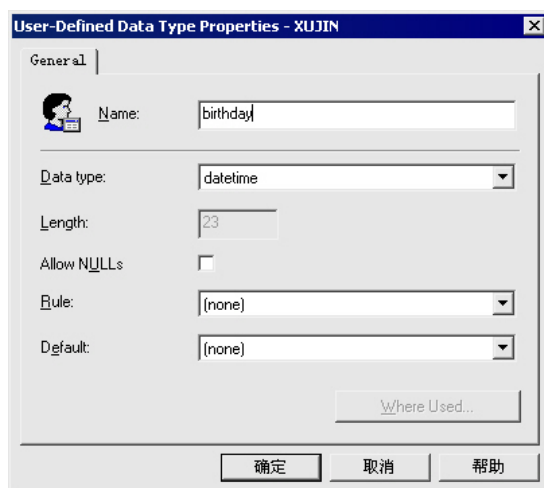 User-Defined Data Type Properties - XUJIN
General
Name: birthday
Data type: datetime
Length: 23
Allow NULLs
Rule: (none)
Default: (none)
Where Used...
确定 取消 帮助